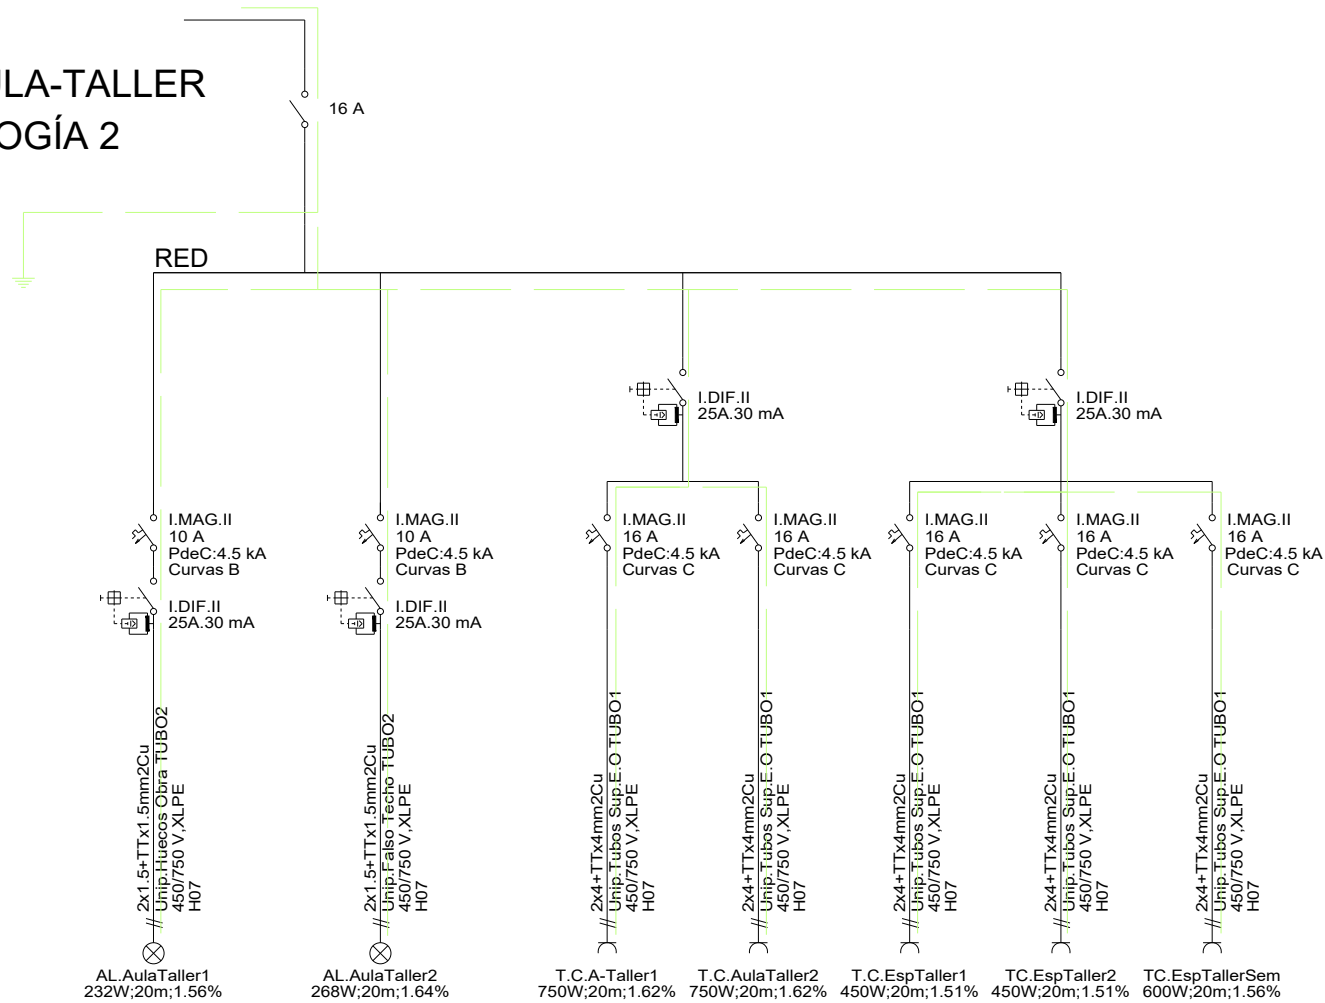 LA-TALLER
OGÍA 2
16 A
RED
I.DIF.II
25A.30 mA
I.DIF.II
25A.30 mA
I.MAG.II
10 A
PdeC:4.5 kA
Curvas B
I.DIF.II
25A.30 mA
I.MAG.II
10 A
PdeC:4.5 kA
Curvas B
I.DIF.II
25A.30 mA
I.MAG.II
16 A
PdeC:4.5 kA
Curvas C
I.MAG.II
16 A
PdeC:4.5 kA
Curvas C
I.MAG.II
16 A
PdeC:4.5 kA
Curvas C
I.MAG.II
16 A
PdeC:4.5 kA
Curvas C
I.MAG.II
16 A
PdeC:4.5 kA
Curvas C
2x1.5+TTx1.5mm2Cu
Unip.Huecos Obra TUBO2
450/750 V,XLPE
H07
2x1.5+TTx1.5mm2Cu
Unip.Falso Techo TUBO2
450/750 V,XLPE
H07
2x4+TTx4mm2Cu
Unip.Tubos Sup.E.O TUBO1
450/750 V,XLPE
H07
2x4+TTx4mm2Cu
Unip.Tubos Sup.E.O TUBO1
450/750 V,XLPE
H07
2x4+TTx4mm2Cu
Unip.Tubos Sup.E.O TUBO1
450/750 V,XLPE
H07
2x4+TTx4mm2Cu
Unip.Tubos Sup.E.O TUBO1
450/750 V,XLPE
H07
2x4+TTx4mm2Cu
Unip.Tubos Sup.E.O TUBO1
450/750 V,XLPE
H07
AL.AulaTaller1
232W;20m;1.56%
AL.AulaTaller2
268W;20m;1.64%
T.C.A-Taller1
750W;20m;1.62%
T.C.AulaTaller2
750W;20m;1.62%
T.C.EspTaller1
450W;20m;1.51%
TC.EspTaller2
450W;20m;1.51%
TC.EspTallerSem
600W;20m;1.56%